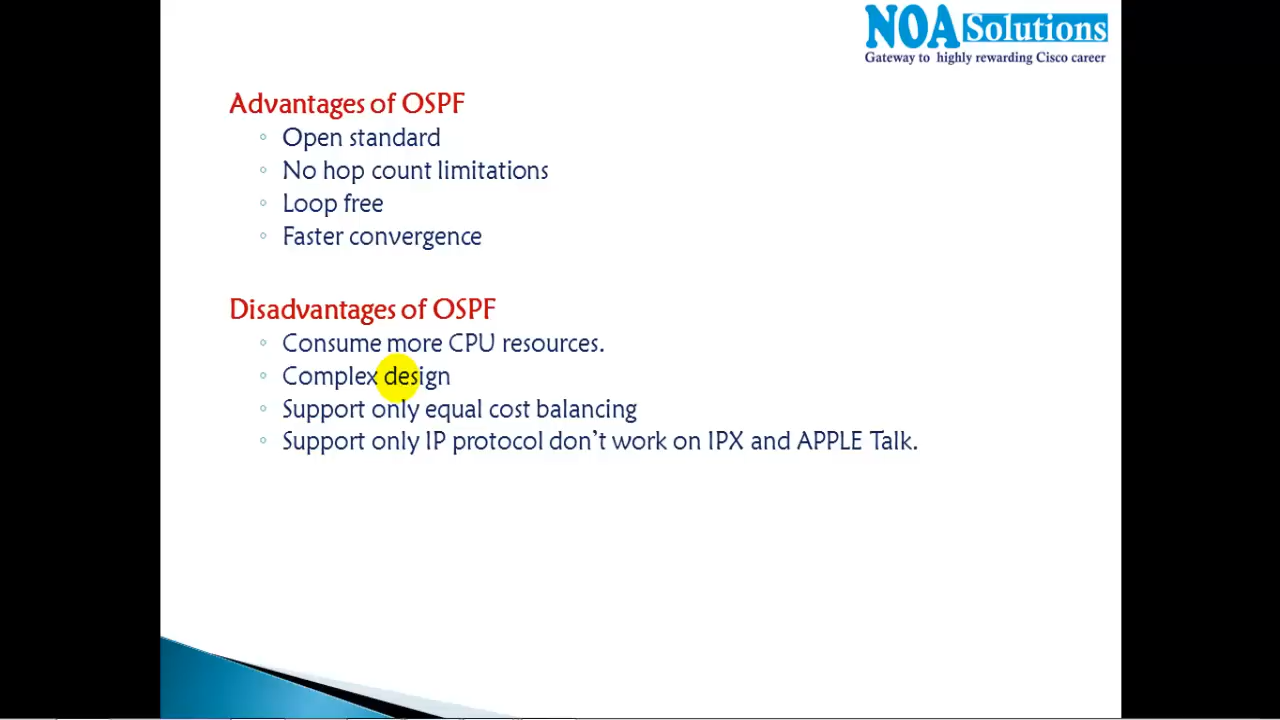 NOA Solutions
Gateway to highly rewarding Cisco career
Advantages of OSPF
Open standard
No hop count limitations
Loop free
Faster convergence
Disadvantages of OSPF
Consume more CPU resources.
Complex design
Support only equal cost balancing
Support only IP protocol don’t work on IPX and APPLE Talk.